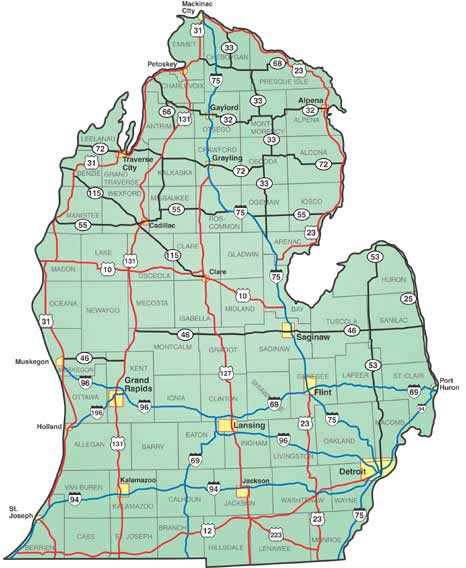 Mackinac
City
31
EMMET
33
CHEBOYGAN
68
23
Petoskey
75
PRESQUE ISLE
CHARLEVOIX
66
131
ANTRIM
Gaylord
32
OTSEGO
33
MONT-
MORENCY
Alpena
32
ALPENA
LEELANAU
72
31
Traverse
City
BENZIE
GRAND
TRAVERSE
KALKASKA
CRAWFORD
Grayling
OSCODA
72
33
ALCONA
115
WEXFORD
MISSAUKEE
55
ROS-
COMMON
75
OGEMAW
55
IOSCO
MANISTEE
55
Cadillac
23
ARENAC
LAKE
131
115
CLARE
GLADWIN
53
HURON
MASON
10
OSCEOLA
Clare
75
25
OCEANA
NEWAYGO
MECOSTA
ISABELLA
10
MIDLAND
BAY
TUSCOLA
SANILAC
31
46
46
Saginaw
MONTCALM
GRATIOT
SAGINAW
53
Muskegon
46
MUSKEGON
KENT
127
GENESEE
LAPEER
ST. CLAIR
Port
Huron
96
Grand
Rapids
SHIAWASSEE
69
OTTAWA
196
96
IONIA
CLINTON
69
Flint
94
Holland
Lansing
23
75
OAKLAND
MACOMB
ALLEGAN
131
BARRY
EATON
INGHAM
96
LIVINGSTON
69
Detroit
VAN BUREN
Kalamazoo
Jackson
94
KALAMAZOO
CALHOUN
94
JACKSON
WASHTENAW
WAYNE
St.
Joseph
75
BERRIEN
CASS
ST. JOSEPH
BRANCH
12
HILLSDALE
223
LENAWEE
23
MONROE